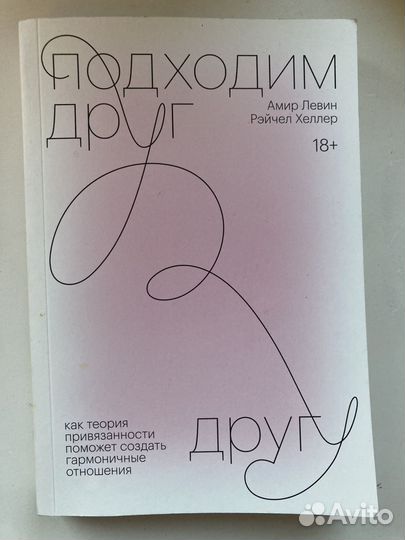 подходим
друг
Амир Левин
Рэйчел Хеллер
18+
как теория
привязанности
поможет создать
гармоничные
отношения
другу
Avito